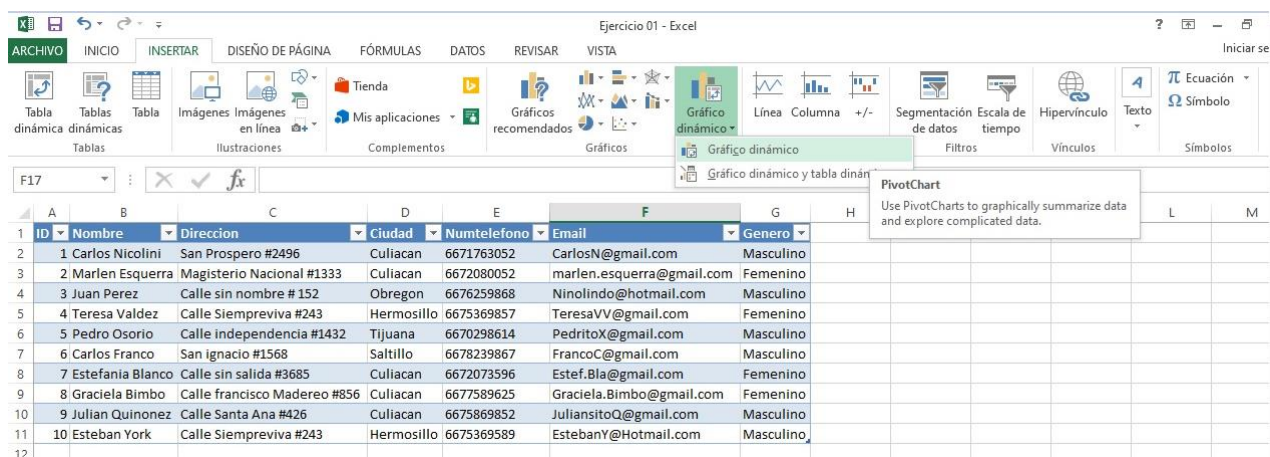 Ejercicio 01 - Excel
?
ARCHIVO INICIO INSERTAR DISEÑO DE PÁGINA FÓRMULAS DATOS REVISAR VISTA Iniciar se
Tabla dinámica
Tablas dinámicas
Tabla
Tablas
Imágenes
Imágenes en línea
Ilustraciones
Tienda
Mis aplicaciones
Complementos
Gráficos recomendados
Gráficos
Gráfico dinámico
Línea Columna +/-
Segmentación de datos
Escala de tiempo
Filtros
Hipervínculo
Vínculos
Texto
π Ecuación
Ω Símbolo
Símbolos
Gráfico dinámico
Gráfico dinámico y tabla
PivotChart
Use PivotCharts to graphically summarize data
and explore complicated data.
F17 fx
A B C D E F G H L M
1 ID Nombre Direccion Ciudad Numtelefono Email Genero
2 1 Carlos Nicolini San Prospero #2496 Culiacan 6671763052 CarlosN@gmail.com Masculino
3 2 Marlen Esquerra Magisterio Nacional #1333 Culiacan 6672080052 marlen.esquerra@gmail.com Femenino
4 3 Juan Perez Calle sin nombre # 152 Obregon 6676259868 Ninolindo@hotmail.com Masculino
5 4 Teresa Valdez Calle Siempreviva #243 Hermosillo 6675369857 TeresaVV@gmail.com Femenino
6 5 Pedro Osorio Calle independencia #1432 Tijuana 6670298614 PedritoX@gmail.com Masculino
7 6 Carlos Franco San ignacio #1568 Saltillo 6678239867 FrancoC@gmail.com Masculino
8 7 Estefania Blanco Calle sin salida #3685 Culiacan 6672073596 Estef.Bla@gmail.com Femenino
9 8 Graciela Bimbo Calle francisco Madereo #856 Culiacan 6677589625 Graciela.Bimbo@gmail.com Femenino
10 9 Julian Quinonez Calle Santa Ana #426 Culiacan 6675869852 JuliansitoQ@gmail.com Masculino
11 10 Esteban York Calle Siempreviva #243 Hermosillo 6675369589 EstebanY@Hotmail.com Masculino
12